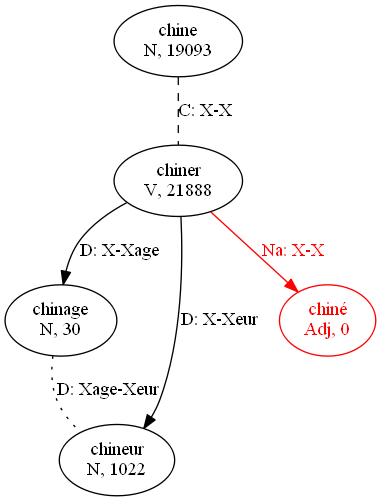 chine
N, 19093
C: X-X
chiner
V, 21888
D: X-Xage
Na: X-X
D: X-Xeur
chinage
N, 30
chiné
Adj, 0
D: Xage-Xeur
chineur
N, 1022